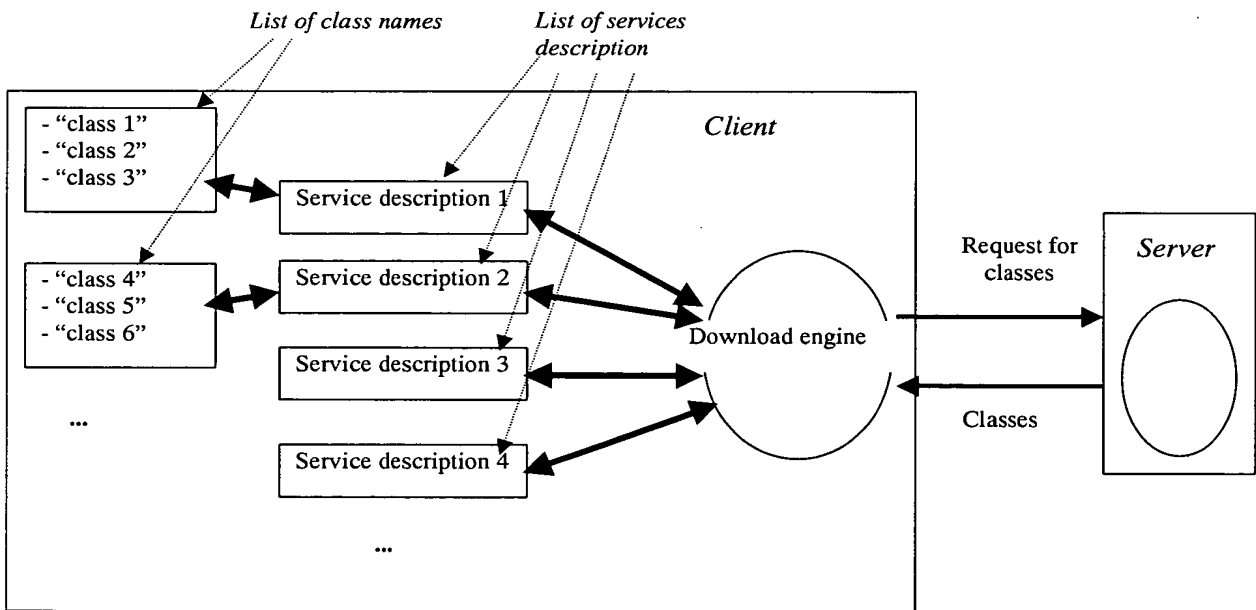 List of class names
List of services
description
Client
- “class 1”
- “class 2”
- “class 3”
Service description 1
- “class 4”
- “class 5”
- “class 6”
Service description 2
Service description 3
Service description 4
...
...
Download engine
Request for
classes
Classes
Server